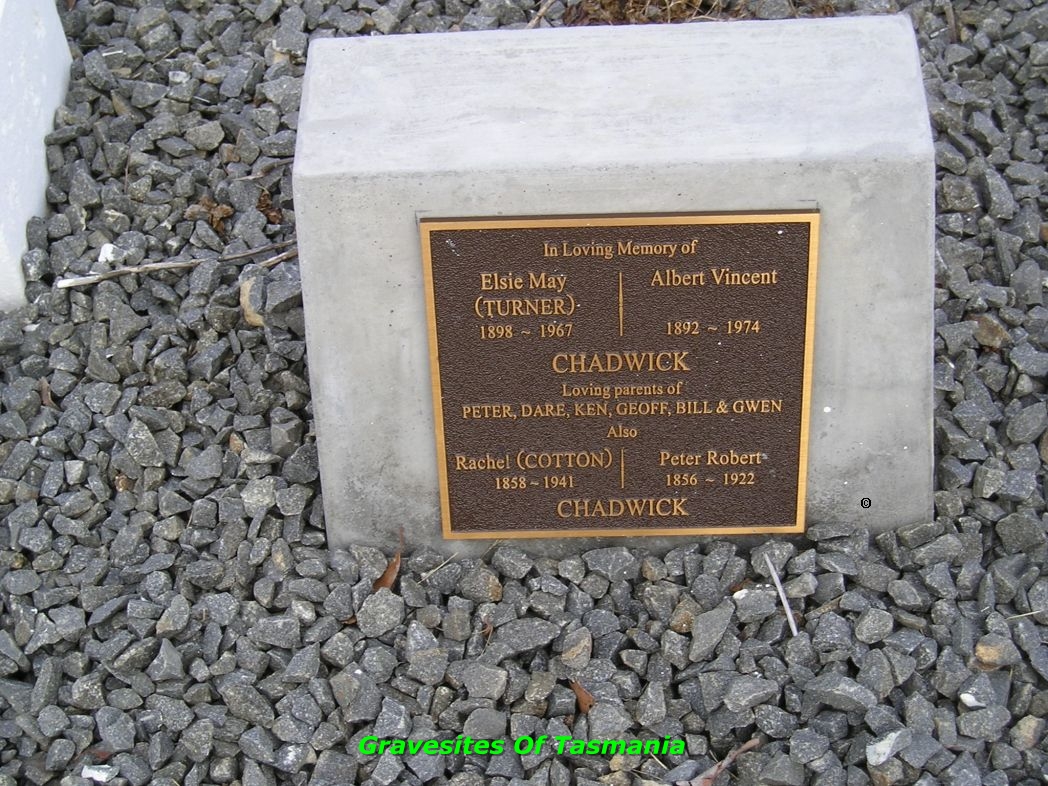 In Loving Memory of
Elsie May
(TURNER)
1898 ~ 1967
Albert Vincent
1892 ~ 1974
CHADWICK
Loving parents of
PETER, DARE, KEN, GEOFF, BILL & GWEN
Also
Rachel (COTTON)
1858 ~ 1941
Peter Robert
1856 ~ 1922
CHADWICK
©
Gravesites Of Tasmania